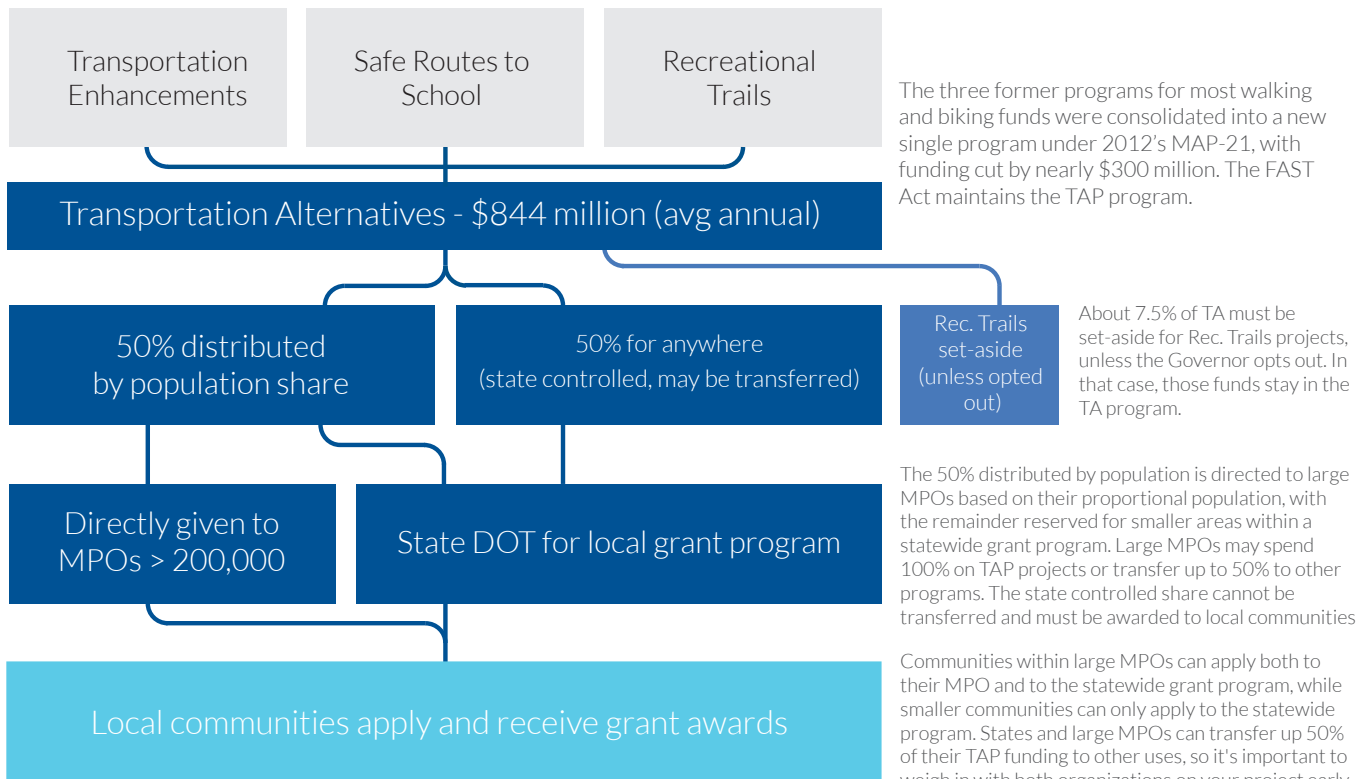 Transportation
Enhancements
Safe Routes to
School
Recreational
Trails
The three former programs for most walking
and biking funds were consolidated into a new
single program under 2012’s MAP-21, with
funding cut by nearly $300 million. The FAST
Act maintains the TAP program.
Transportation Alternatives - $844 million (avg annual)
50% distributed
by population share
50% for anywhere
(state controlled, may be transferred)
Rec. Trails
set-aside
(unless opted
out)
About 7.5% of TA must be
set-aside for Rec. Trails projects,
unless the Governor opts out. In
that case, those funds stay in the
TA program.
Directly given to
MPOs > 200,000
State DOT for local grant program
The 50% distributed by population is directed to large
MPOs based on their proportional population, with
the remainder reserved for smaller areas within a
statewide grant program. Large MPOs may spend
100% on TAP projects or transfer up to 50% to other
programs. The state controlled share cannot be
transferred and must be awarded to local communities
Local communities apply and receive grant awards
Communities within large MPOs can apply both to
their MPO and to the statewide grant program, while
smaller communities can only apply to the statewide
program. States and large MPOs can transfer up 50%
of their TAP funding to other uses, so it's important to
weigh in with both organizations on your project early